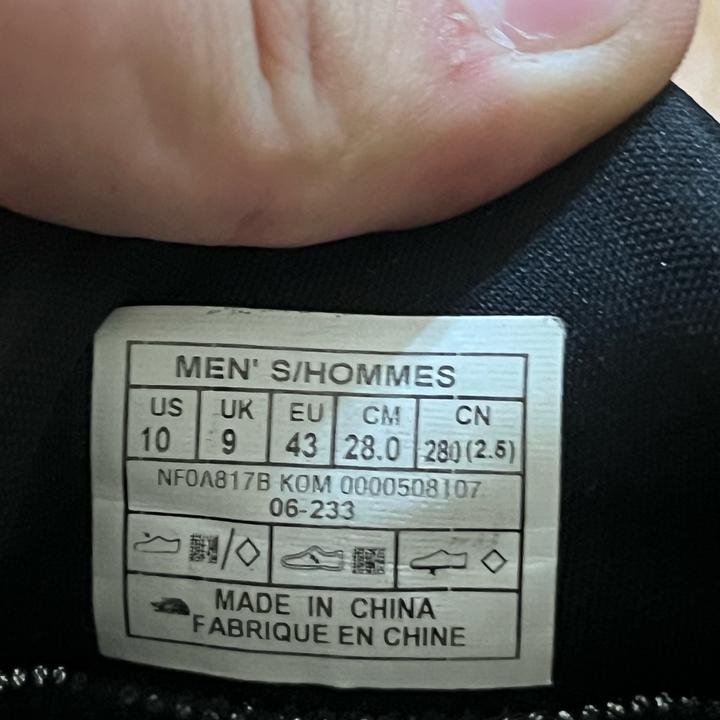 MEN' S/HOMMES
US UK EU CM CN
10 9 43 28.0 280(2.5)
NF0A817B KOM 0000508107
06-233
MADE IN CHINA
FABRIQUE EN CHINE